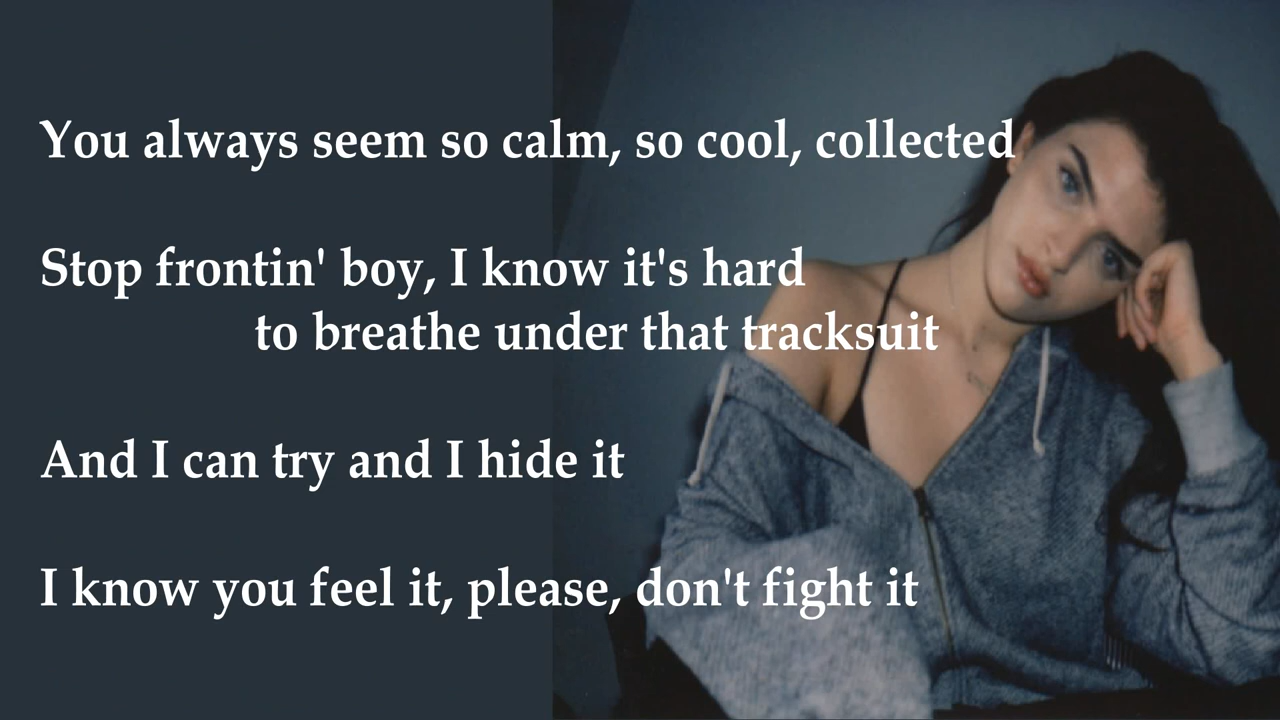 You always seem so calm, so cool, collected
Stop frontin' boy, I know it's hard
to breathe under that tracksuit
And I can try and I hide it
I know you feel it, please, don't fight it